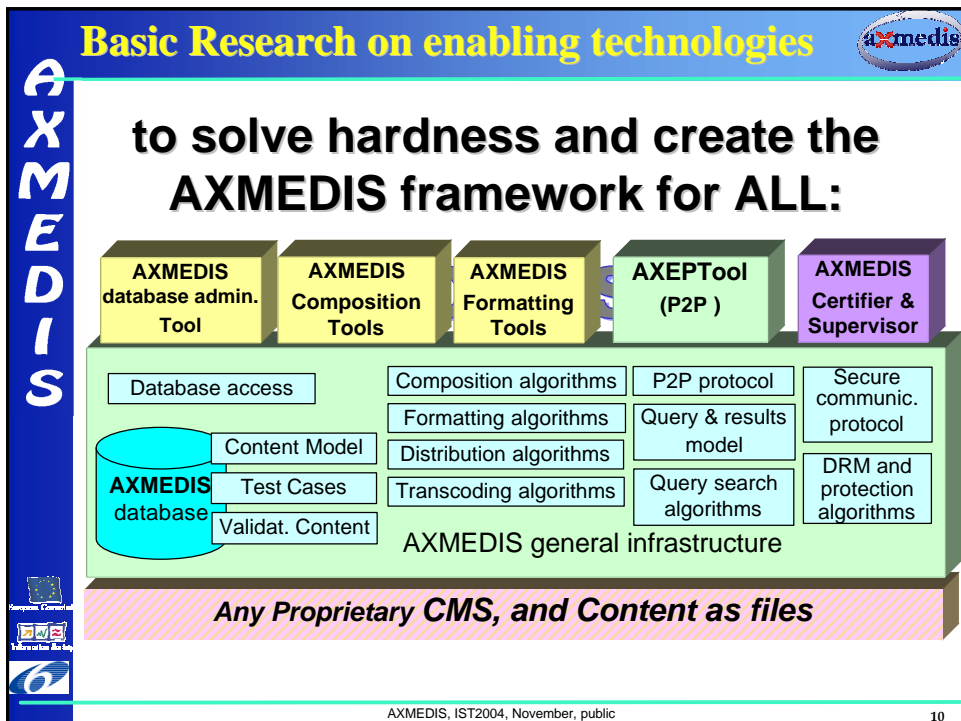 Basic Research on enabling technologies
axmedis
AXMEDIS
to solve hardness and create the
AXMEDIS framework for ALL:
AXMEDIS
database admin.
Tool
AXMEDIS
Composition
Tools
AXMEDIS
Formatting
Tools
AXEPTool
(P2P )
AXMEDIS
Certifier &
Supervisor
Database access
AXMEDIS
database
Content Model
Test Cases
Validat. Content
Composition algorithms
Formatting algorithms
Distribution algorithms
Transcoding algorithms
P2P protocol
Query & results
model
Query search
algorithms
Secure
communic.
protocol
DRM and
protection
algorithms
AXMEDIS general infrastructure
Any Proprietary CMS, and Content as files
6
AXMEDIS, IST2004, November, public
10